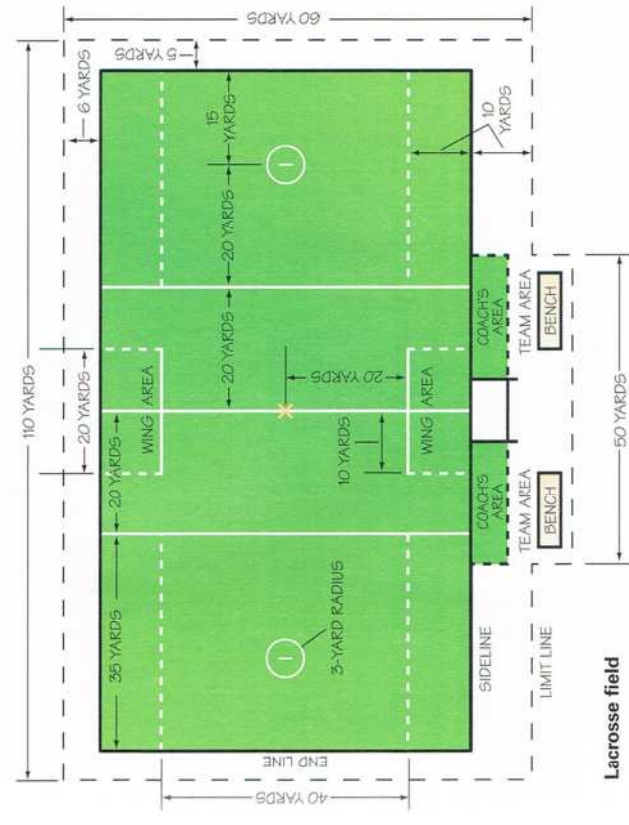 60 YARDS
110 YARDS
5 YARDS
6 YARDS
15
YARDS
10
YARDS
20 YARDS
20 YARDS
20 YARDS
20 YARDS
20 YARDS
35 YARDS
WING AREA
WING AREA
10 YARDS
3-YARD RADIUS
END LINE
40 YARDS
COACH'S
AREA
COACH'S
AREA
TEAM AREA
TEAM AREA
BENCH
BENCH
50 YARDS
SIDELINE
LIMIT LINE
Lacrosse field